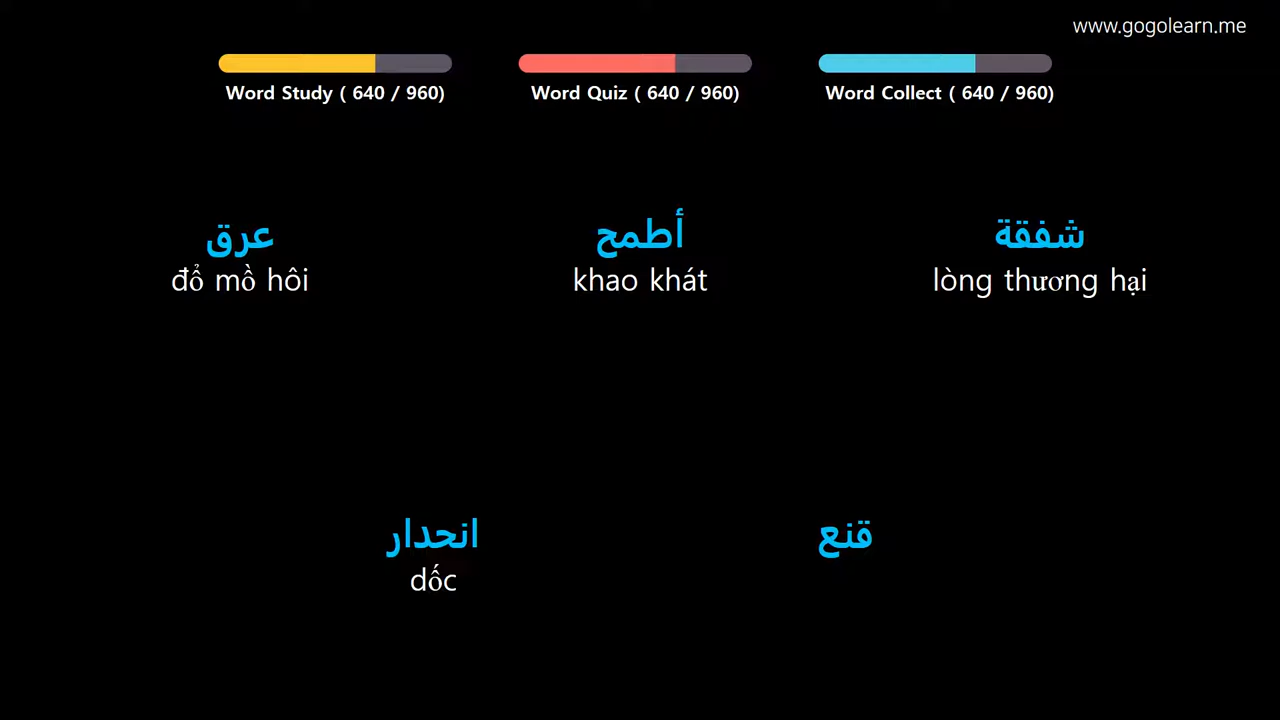 www.gogolearn.me
Word Study ( 640 / 960)
Word Quiz ( 640 / 960)
Word Collect ( 640 / 960)
عرق
đổ mồ hôi
أطمح
khao khát
شفقة
lòng thương hại
انحدار
dốc
قنع